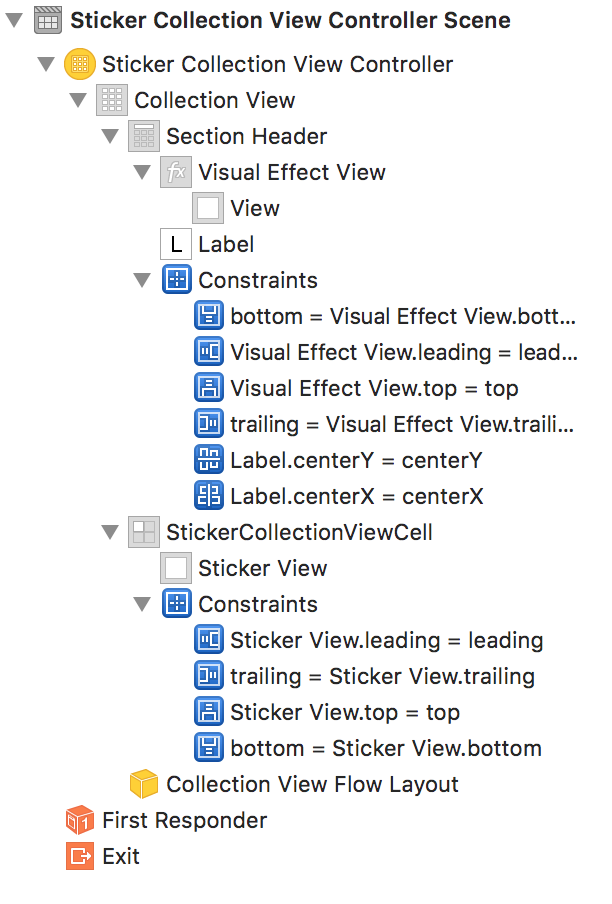 Sticker Collection View Controller Scene
Sticker Collection View Controller
Collection View
Section Header
fx Visual Effect View
View
L Label
Constraints
bottom = Visual Effect View.bott...
Visual Effect View.leading = lead...
Visual Effect View.top = top
trailing = Visual Effect View.traili...
Label.centerY = centerY
Label.centerX = centerX
StickerCollectionViewCell
Sticker View
Constraints
Sticker View.leading = leading
trailing = Sticker View.trailing
Sticker View.top = top
bottom = Sticker View.bottom
Collection View Flow Layout
1 First Responder
Exit